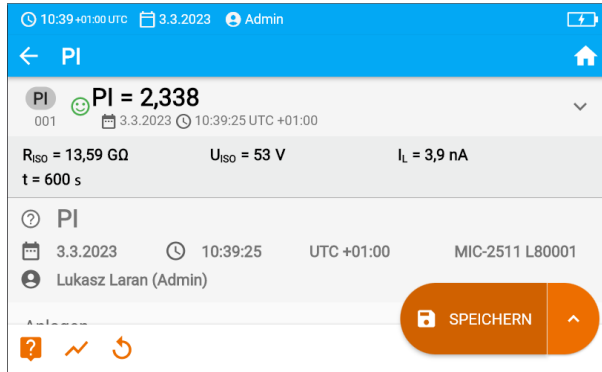 10:39 +01:00 UTC 3.3.2023 Admin
PI
PI PI = 2,338
001 3.3.2023 10:39:25 UTC +01:00
RISO = 13,59 GΩ UISO = 53 V IL = 3,9 nA
t = 600 s
PI
3.3.2023 10:39:25 UTC +01:00 MIC-2511 L80001
Lukasz Laran (Admin)
SPEICHERN